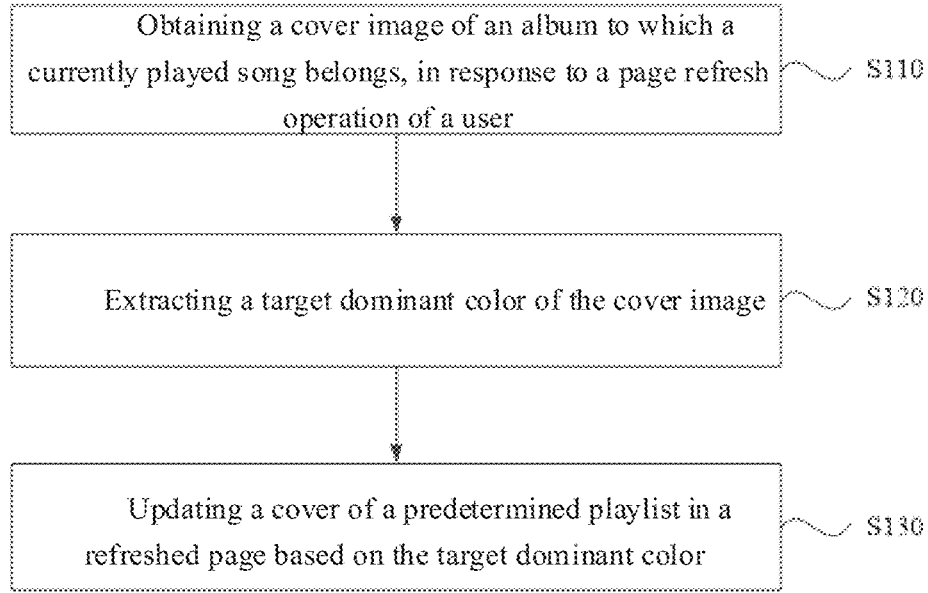 Obtaining a cover image of an album to which a
currently played song belongs, in response to a page refresh
operation of a user
S110
Extracting a target dominant color of the cover image
S120
Updating a cover of a predetermined playlist in a
refreshed page based on the target dominant color
S130